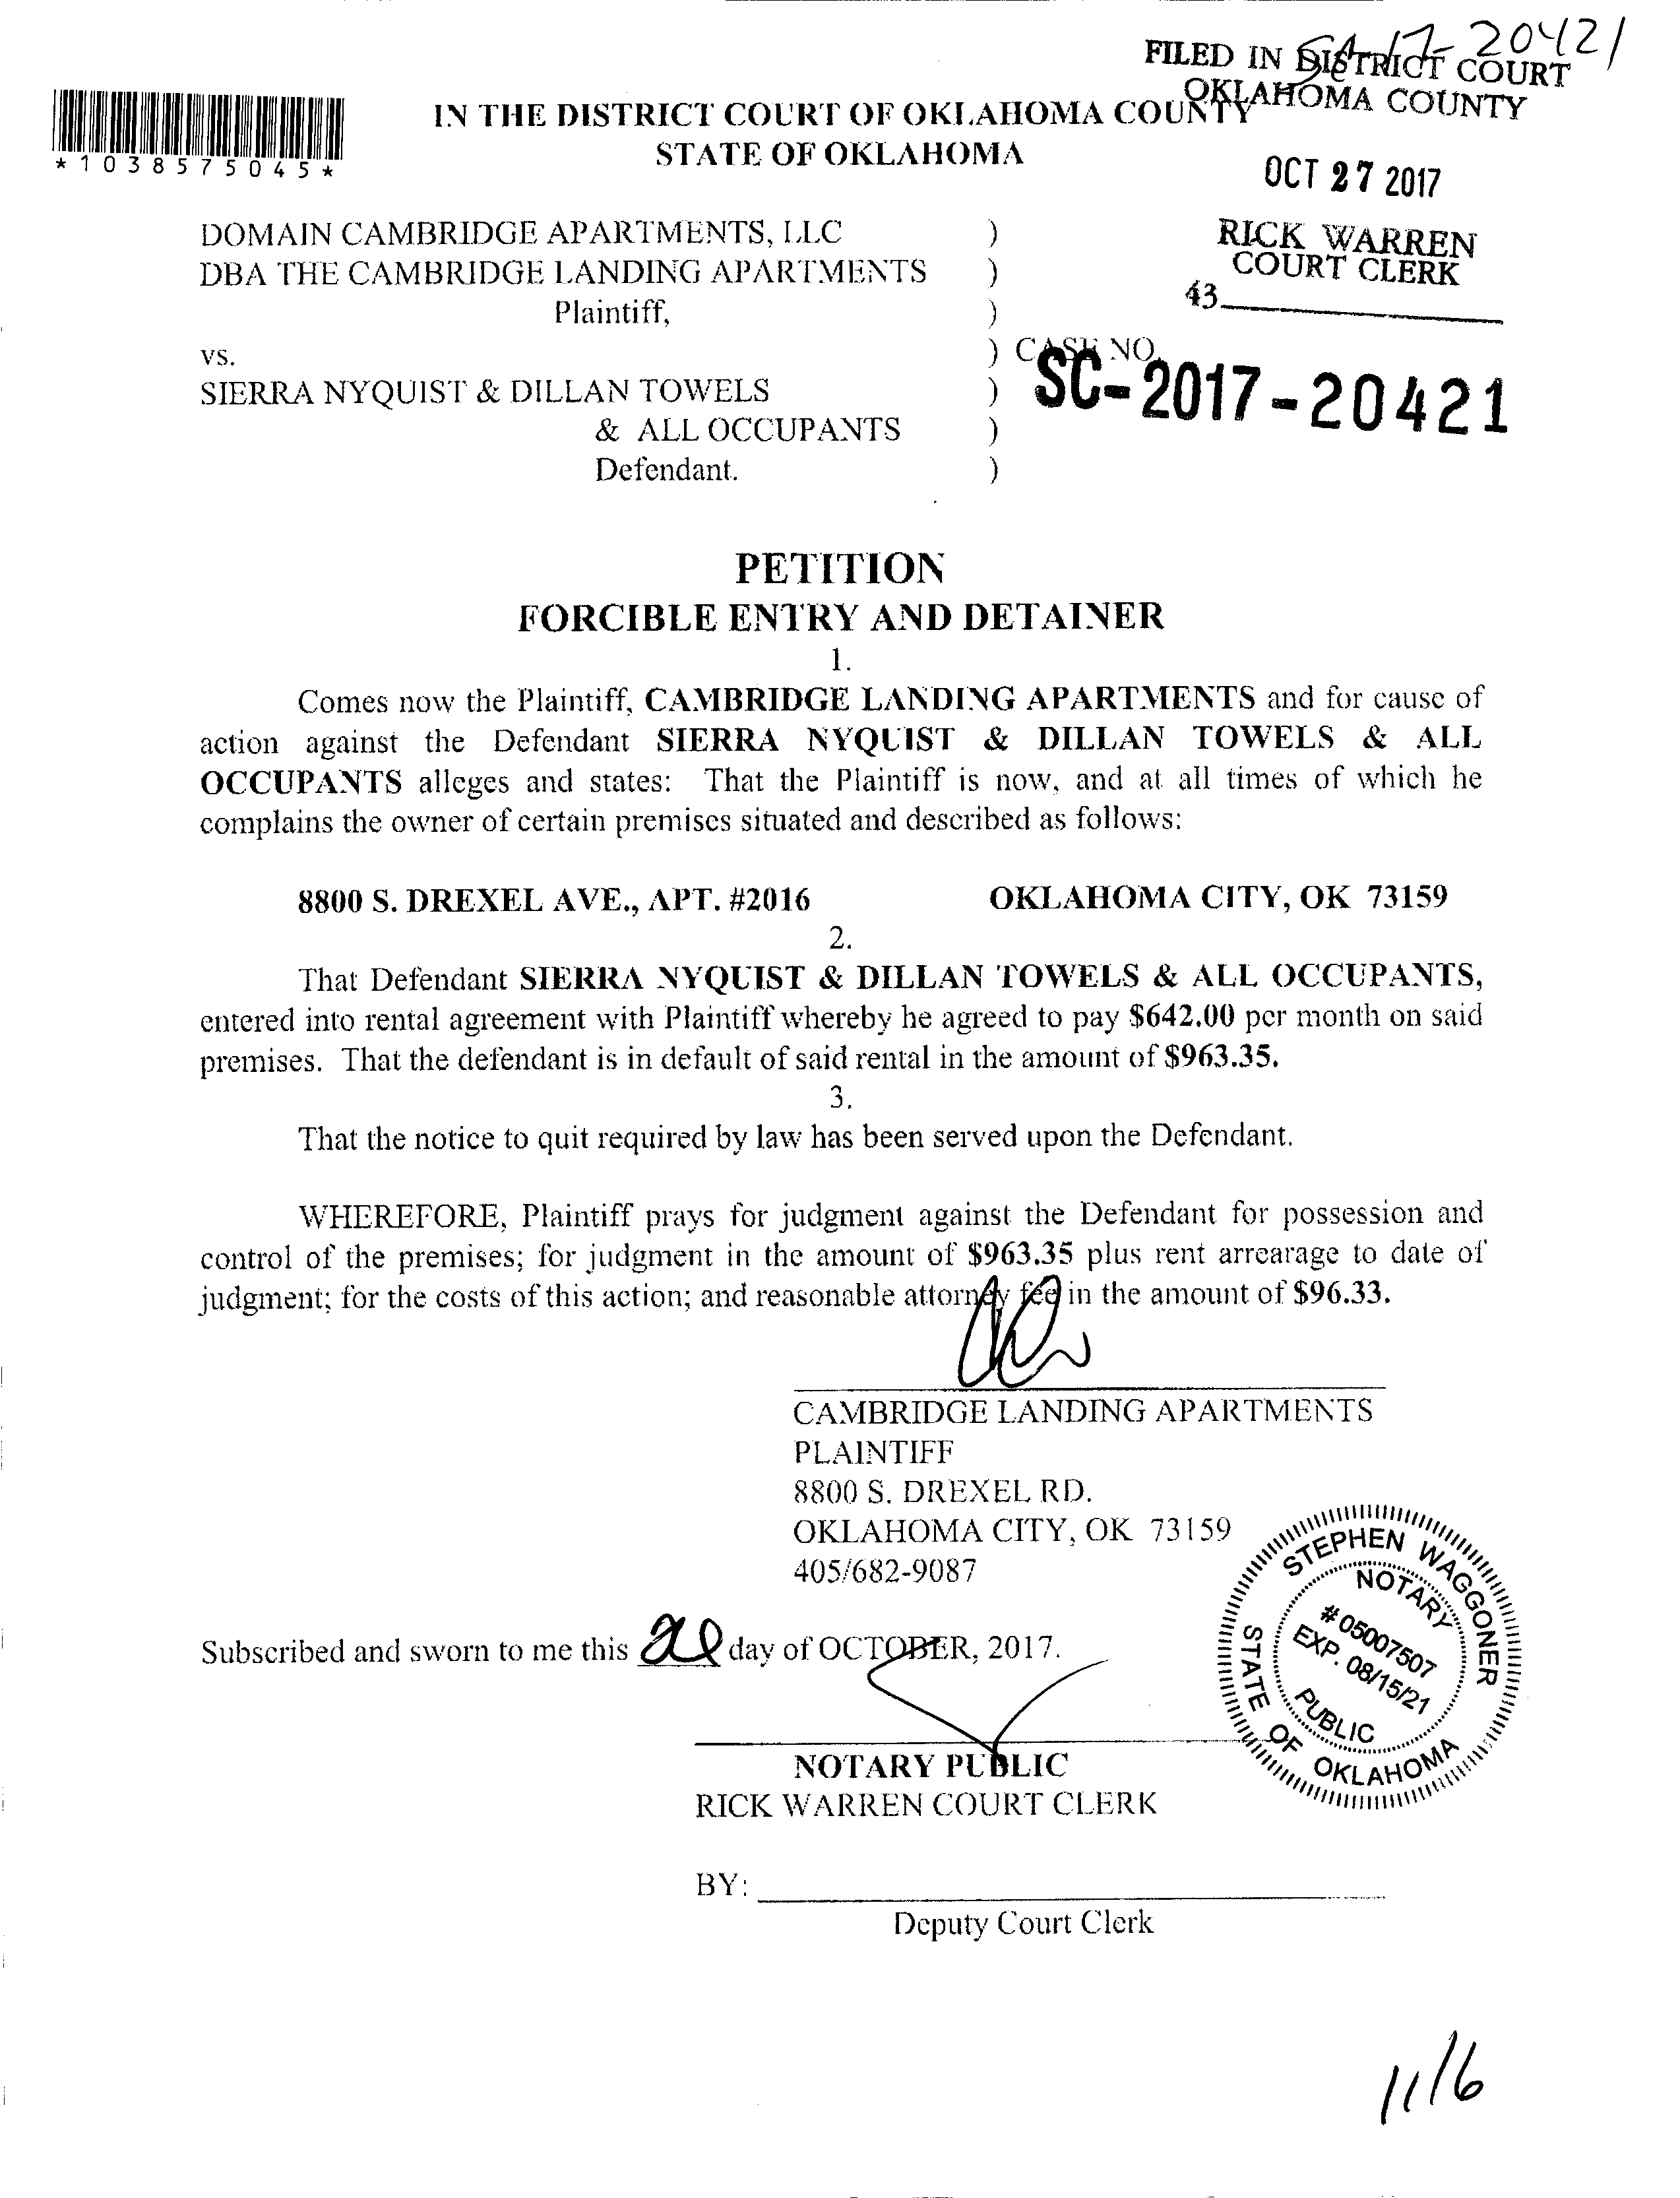 SC-17-20421
FILED IN DISTRICT COURT
OKLAHOMA COUNTY
IN THE DISTRICT COURT OF OKLAHOMA COUNTY
STATE OF OKLAHOMA
*1038575045*
OCT 27 2017
RICK WARREN
COURT CLERK
43
DOMAIN CAMBRIDGE APARTMENTS, LLC )
DBA THE CAMBRIDGE LANDING APARTMENTS )
Plaintiff, )
vs. ) CASE NO.
SC-2017-20421
SIERRA NYQUIST & DILLAN TOWELS )
& ALL OCCUPANTS )
Defendant. )
PETITION
FORCIBLE ENTRY AND DETAINER
1.
Comes now the Plaintiff, CAMBRIDGE LANDING APARTMENTS and for cause of
action against the Defendant SIERRA NYQUIST & DILLAN TOWELS & ALL
OCCUPANTS alleges and states: That the Plaintiff is now, and at all times of which he
complains the owner of certain premises situated and described as follows:
8800 S. DREXEL AVE., APT. #2016 OKLAHOMA CITY, OK 73159
2.
That Defendant SIERRA NYQUIST & DILLAN TOWELS & ALL OCCUPANTS,
entered into rental agreement with Plaintiff whereby he agreed to pay $642.00 per month on said
premises. That the defendant is in default of said rental in the amount of $963.35.
3.
That the notice to quit required by law has been served upon the Defendant.
WHEREFORE, Plaintiff prays for judgment against the Defendant for possession and
control of the premises; for judgment in the amount of $963.35 plus rent arrearage to date of
judgment; for the costs of this action; and reasonable attorney fee in the amount of $96.33.
CAMBRIDGE LANDING APARTMENTS
PLAINTIFF
8800 S. DREXEL RD.
OKLAHOMA CITY, OK 73159
405/682-9087
Subscribed and sworn to me this day of OCTOBER, 2017.
STEPHEN WAGGONER
NOTARY
# 05007507
EXP. 08/15/21
PUBLIC
STATE OF OKLAHOMA
NOTARY PUBLIC
RICK WARREN COURT CLERK
BY:
Deputy Court Clerk
11/6